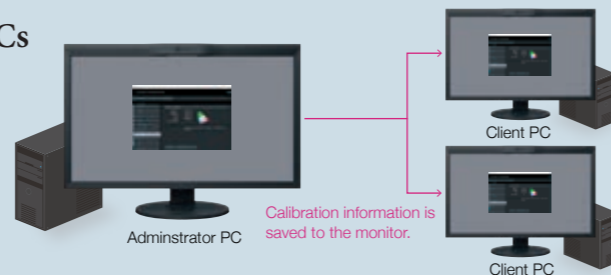 Cs
Client PC
Adminstrator PC
Calibration information is
saved to the monitor.
Client PC